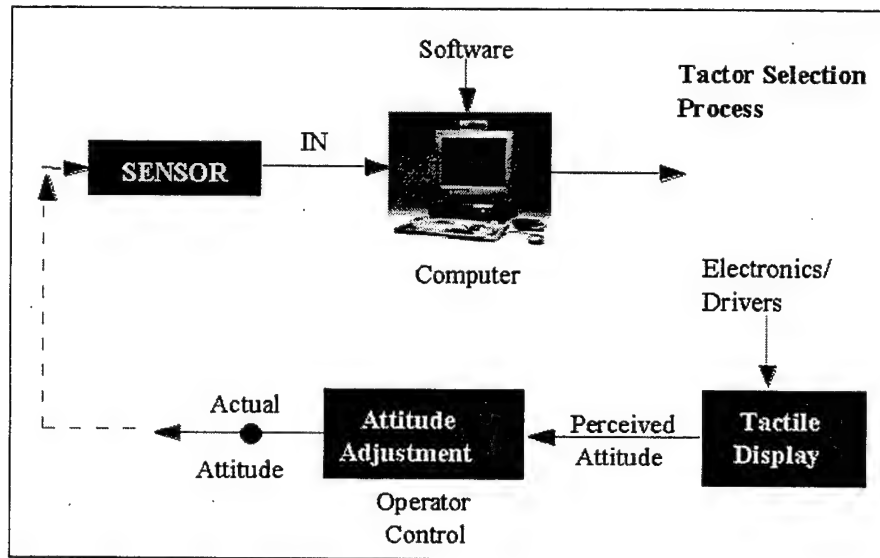 Software
Tactor Selection
Process
IN
SENSOR
Computer
Electronics/
Drivers
Actual
Attitude
Attitude
Adjustment
Perceived
Attitude
Tactile
Display
Operator
Control